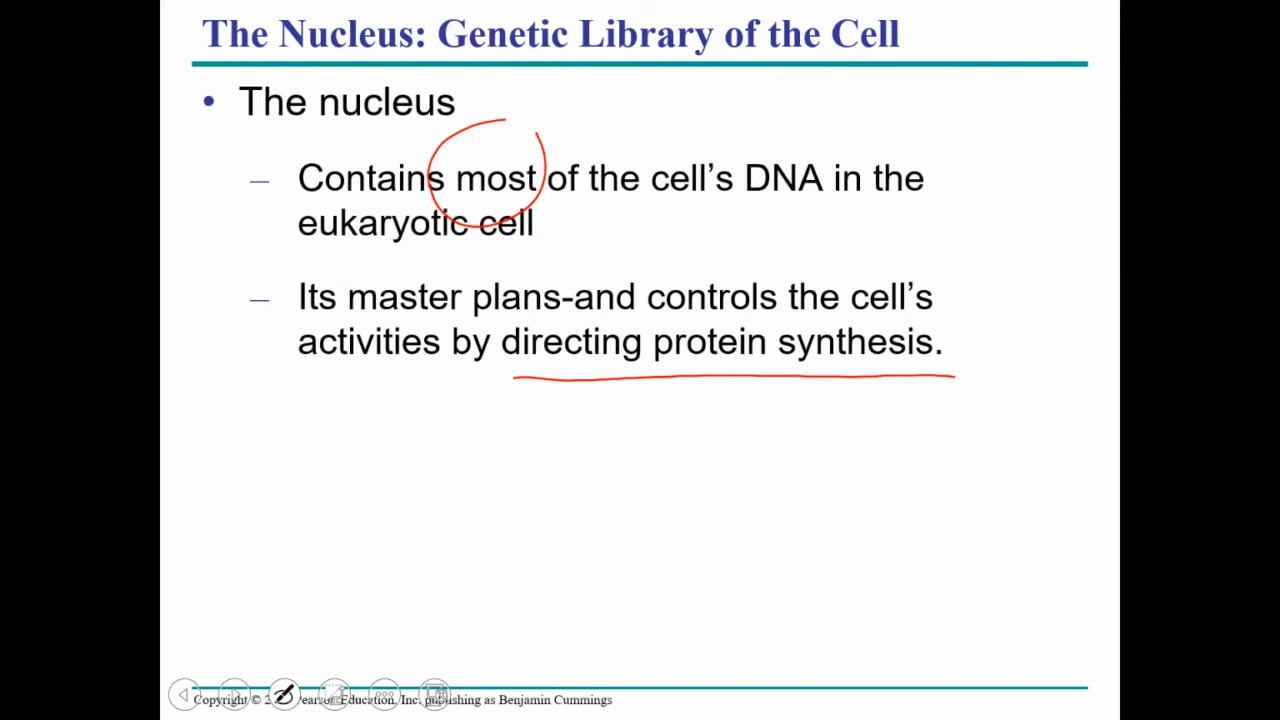 The Nucleus: Genetic Library of the Cell
• The nucleus
– Contains most of the cell’s DNA in the
eukaryotic cell
– Its master plans-and controls the cell’s
activities by directing protein synthesis.
Copyright © Education, Inc. publishing as Benjamin Cummings